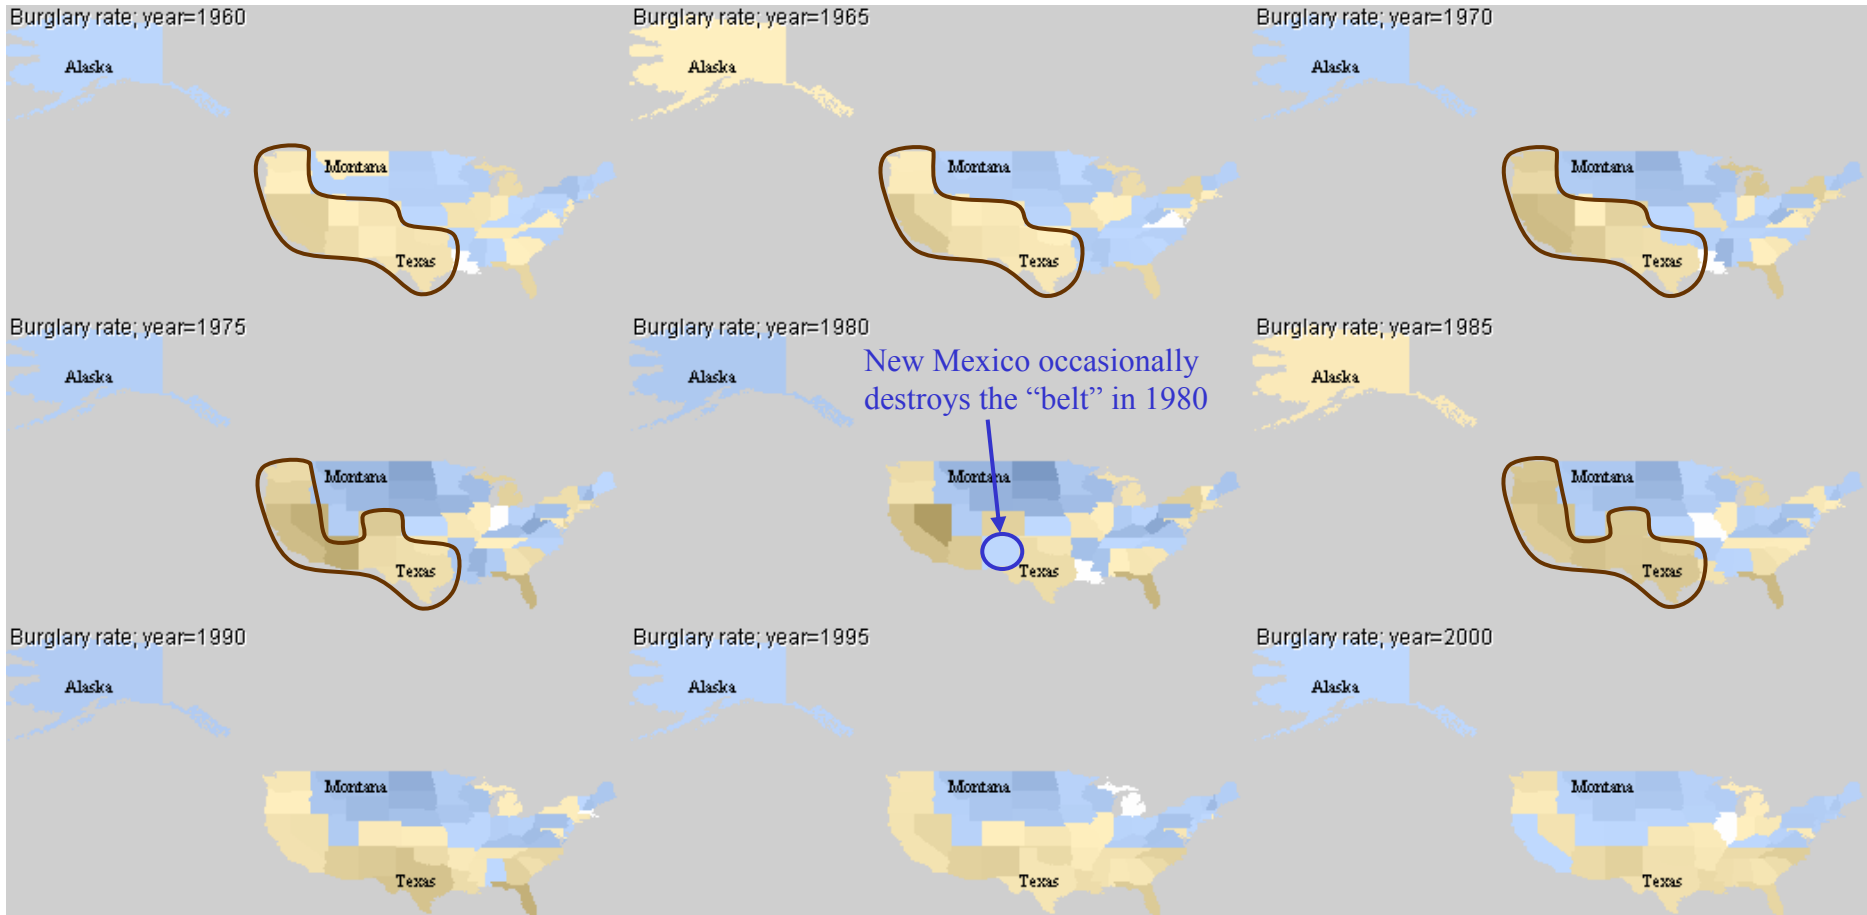 Burglary rate; year=1960
Alaska
Montana
Texas
Burglary rate; year=1965
Alaska
Montana
Texas
Burglary rate; year=1970
Alaska
Montana
Texas
Burglary rate; year=1975
Alaska
Montana
Texas
Burglary rate; year=1980
Alaska
New Mexico occasionally
destroys the “belt” in 1980
Montana
Texas
Burglary rate; year=1985
Alaska
Montana
Texas
Burglary rate; year=1990
Alaska
Montana
Texas
Burglary rate; year=1995
Alaska
Montana
Texas
Burglary rate; year=2000
Alaska
Montana
Texas